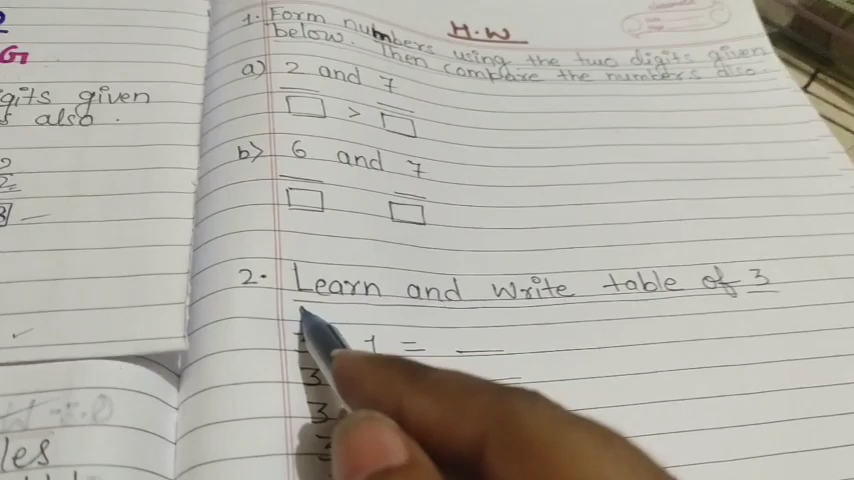 G
gits given
s also.
les
H.W
1. Form numbers using the two digits given
below. Then compare the numbers also.
a) 2 and 7
>
b) 6 and 7
2. Learn and Write table of 3
1 =
3
3